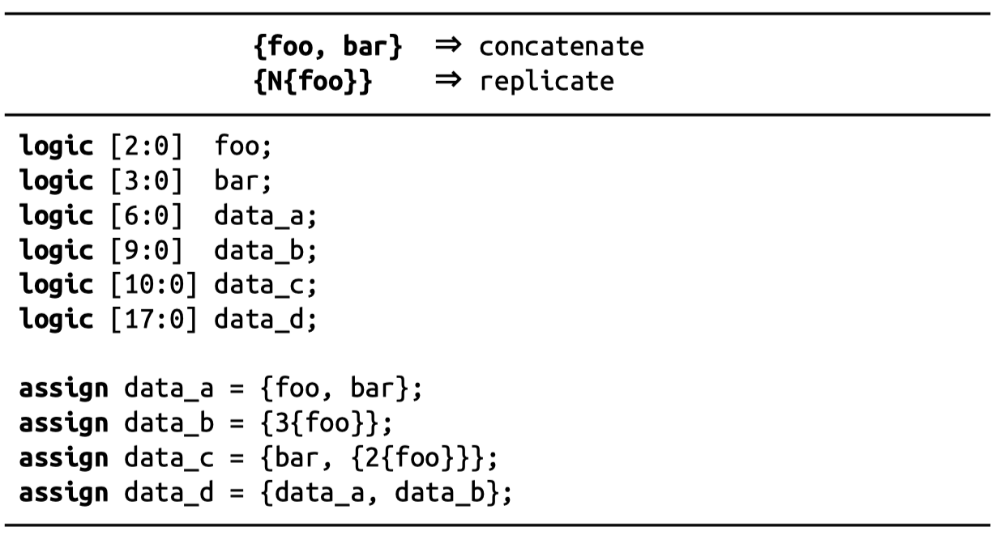 {foo, bar} ⇒ concatenate
{N{foo}} ⇒ replicate
logic [2:0] foo;
logic [3:0] bar;
logic [6:0] data_a;
logic [9:0] data_b;
logic [10:0] data_c;
logic [17:0] data_d;
assign data_a = {foo, bar};
assign data_b = {3{foo}};
assign data_c = {bar, {2{foo}}};
assign data_d = {data_a, data_b};